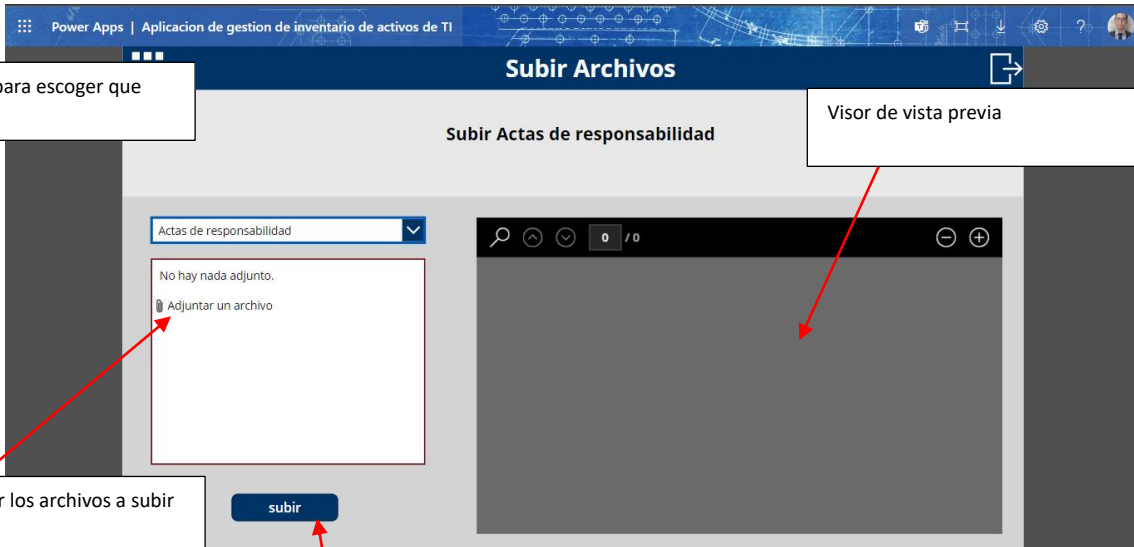 Power Apps | Aplicacion de gestion de inventario de activos de TI
?
Subir Archivos
para escoger que
Visor de vista previa
Subir Actas de responsabilidad
Actas de responsabilidad
0 / 0
No hay nada adjunto.
Adjuntar un archivo
r los archivos a subir
subir